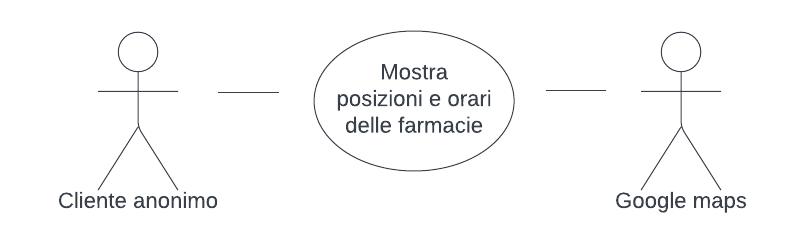 Mostra
posizioni e orari
delle farmacie
Cliente anonimo
Google maps